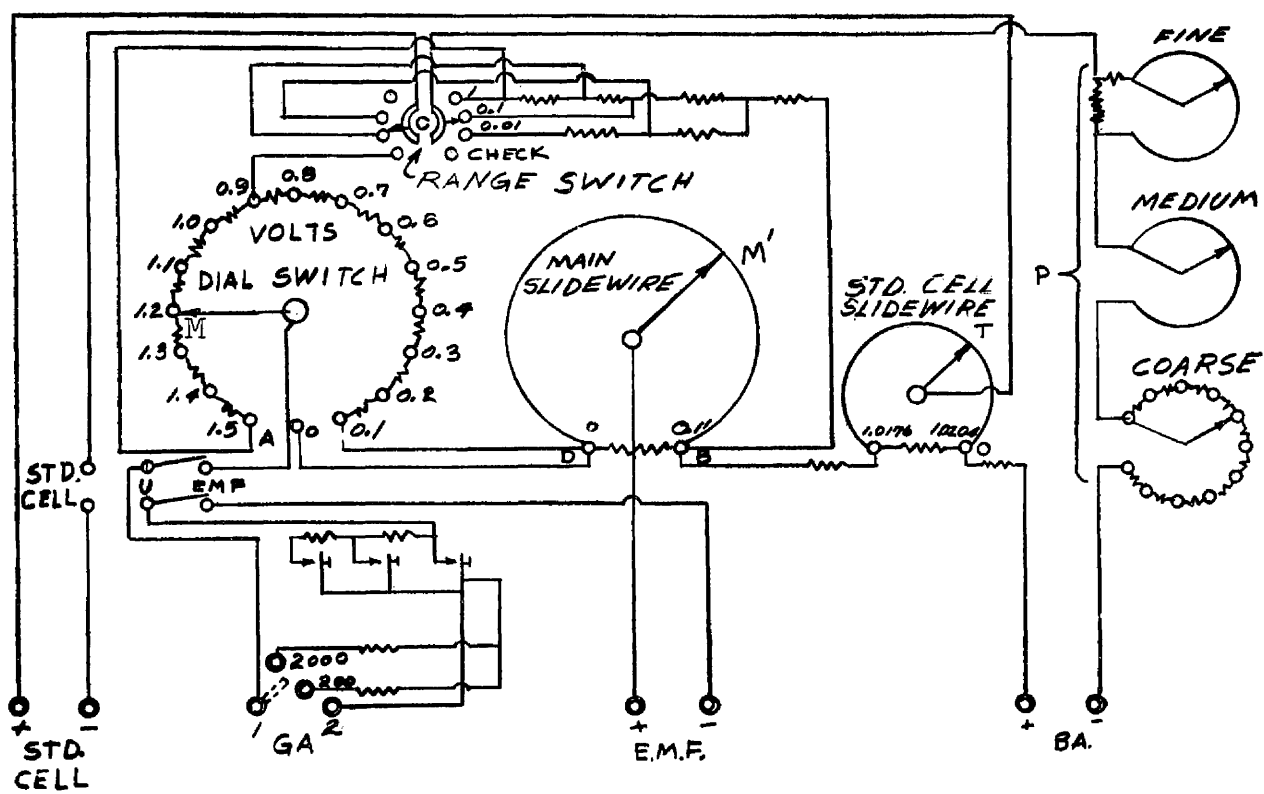 FINE
1
0.1
0.01
C
CHECK
RANGE SWITCH
0.9
0.8
0.7
1.0
VOLTS
0.6
MEDIUM
1.1
0.5
DIAL SWITCH
MAIN
SLIDEWIRE
M'
P
STD. CELL
SLIDEWIRE
1.2
M
0.4
T
1.3
0.3
COARSE
1.4
0.2
1.5
A
0
0.1
0
0.11
1.0176
1.0204
D
B
STD.
CELL
U
EMF
2000
200
+
-
1
2
+
-
+
-
STD.
CELL
GA
E.M.F.
BA.